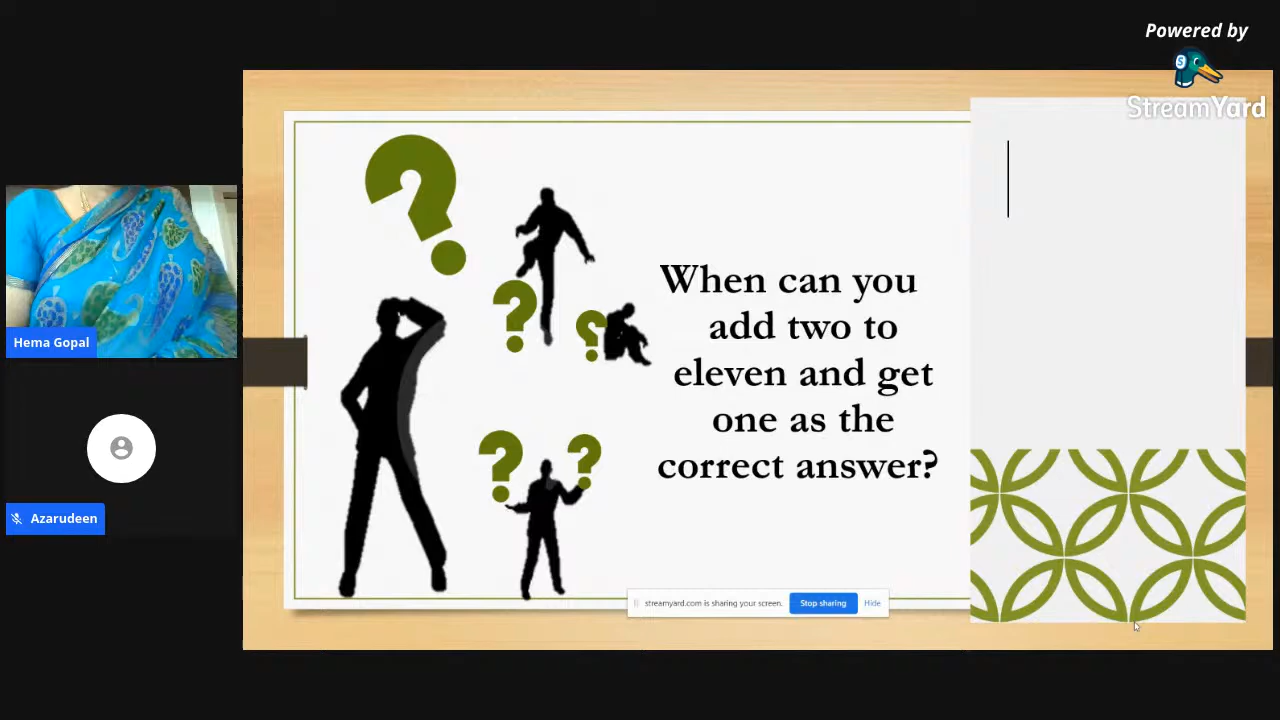 Powered by
StreamYard
Hema Gopal
Azarudeen
When can you
add two to
eleven and get
one as the
correct answer?
streamyard.com is sharing your screen.
Stop sharing
Hide